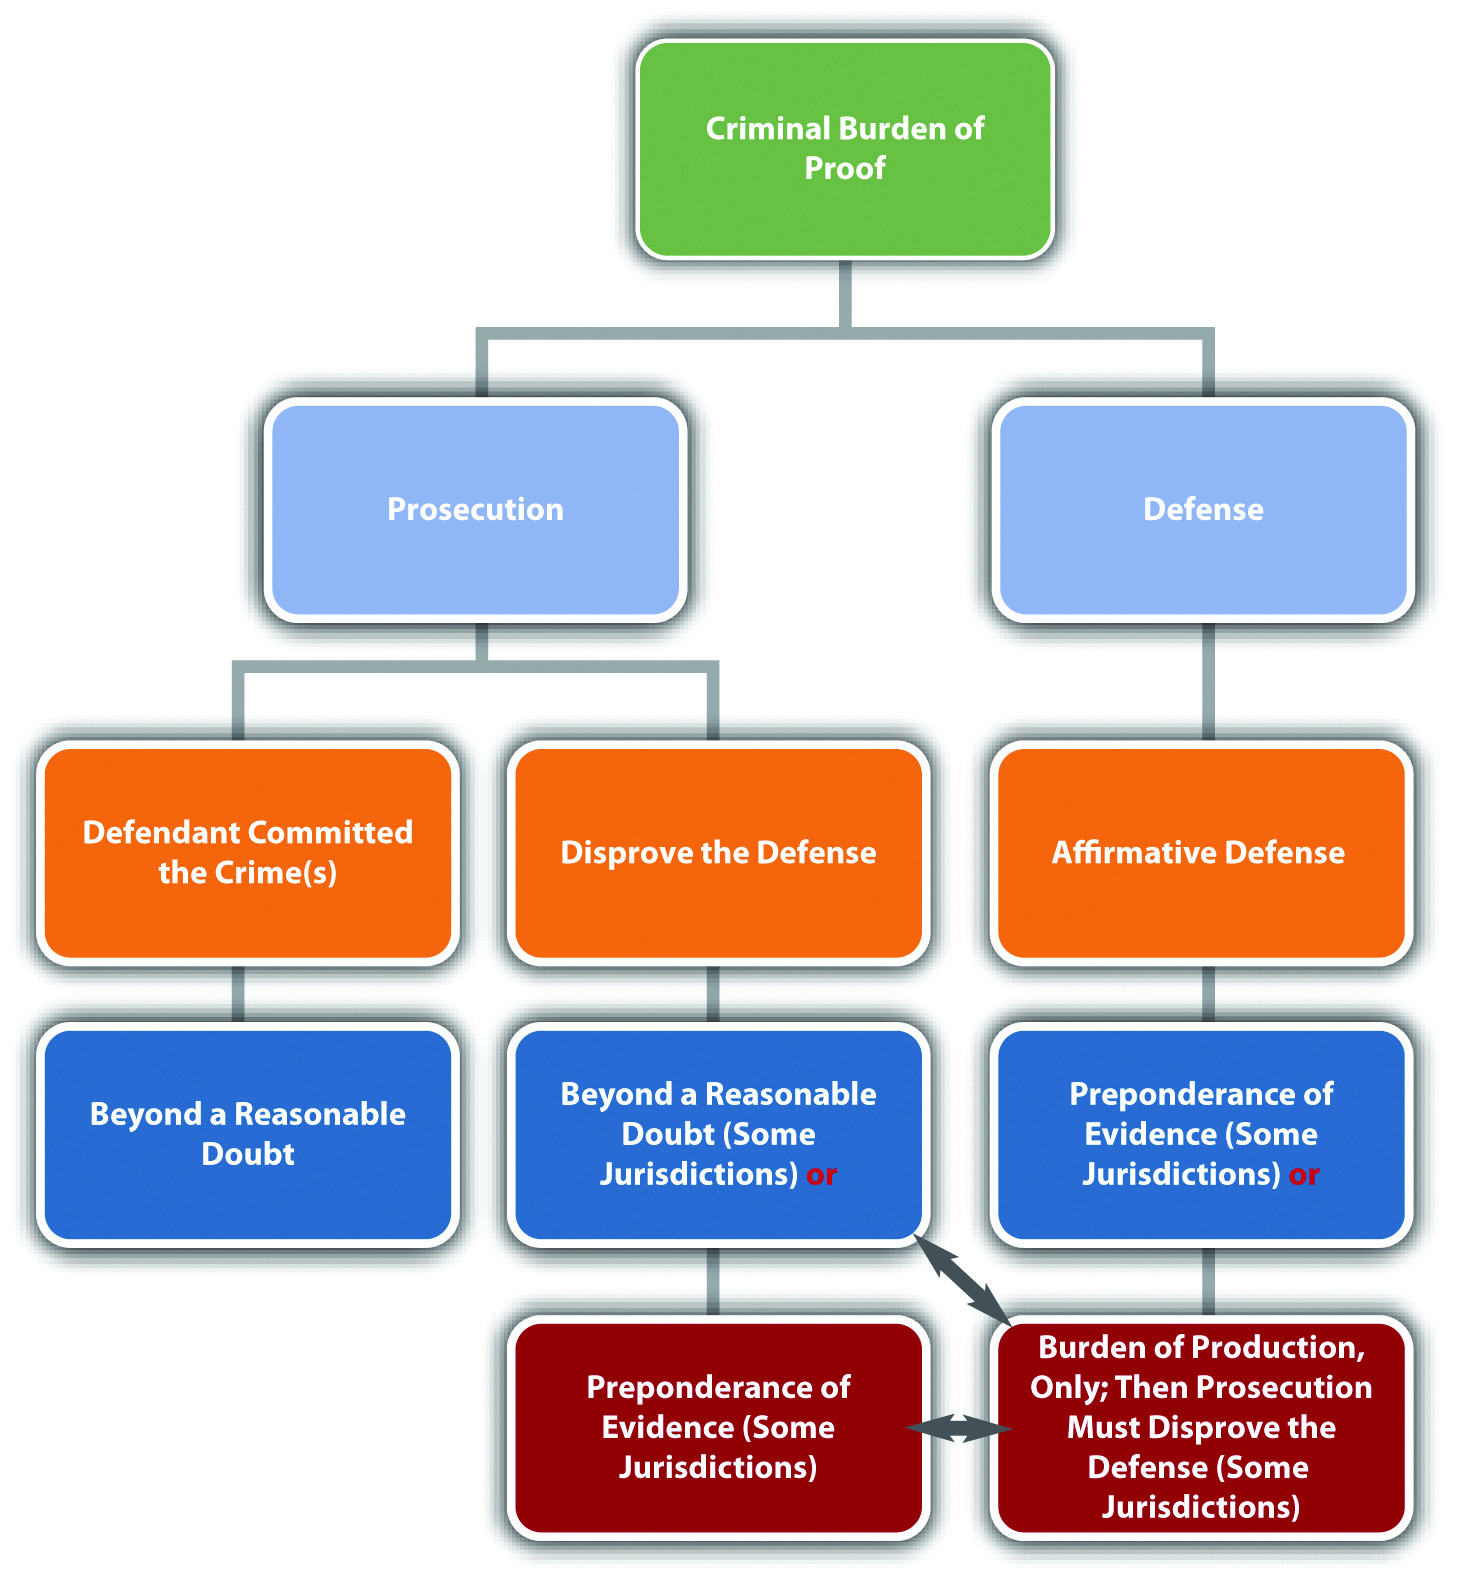 Criminal Burden of
Proof
Prosecution
Defense
Defendant Committed
the Crime(s)
Disprove the Defense
Affirmative Defense
Beyond a Reasonable
Doubt
Beyond a Reasonable
Doubt (Some
Jurisdictions) or
Preponderance of
Evidence (Some
Jurisdictions) or
Preponderance of
Evidence (Some
Jurisdictions)
Burden of Production,
Only; Then Prosecution
Must Disprove the
Defense (Some
Jurisdictions)